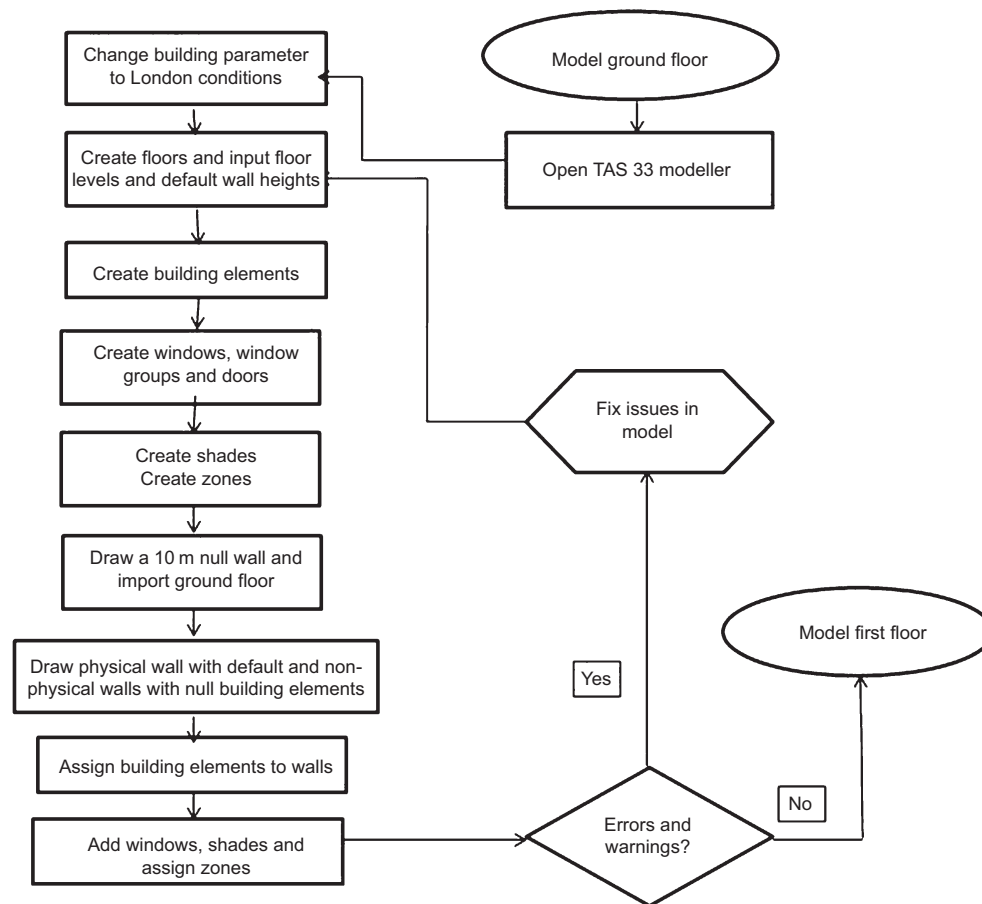 Model ground floor
Open TAS 33 modeller
Change building parameter
to London conditions
Create floors and input floor
levels and default wall heights
Create building elements
Create windows, window
groups and doors
Create shades
Create zones
Draw a 10 m null wall and
import ground floor
Draw physical wall with default and non-
physical walls with null building elements
Assign building elements to walls
Add windows, shades and
assign zones
Errors and
warnings?
Yes
Fix issues in
model
No
Model first floor